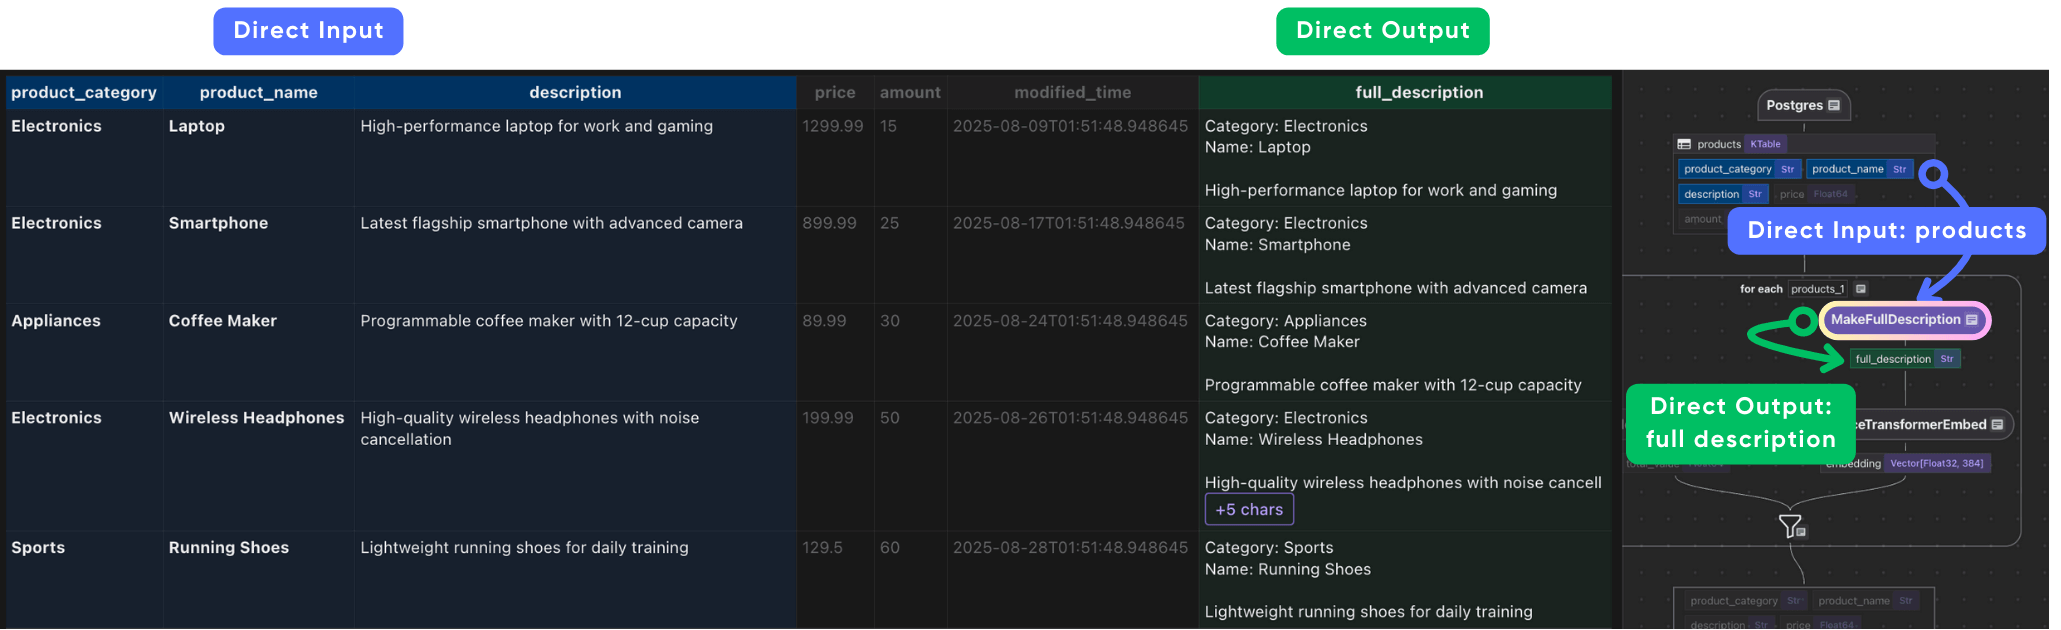 Direct Input
Direct Output
product_category product_name description price amount modified_time full_description
Electronics Laptop High-performance laptop for work and gaming 1299.99 15 2025-08-09T01:51:48.948645 Category: Electronics
Name: Laptop
High-performance laptop for work and gaming
Electronics Smartphone Latest flagship smartphone with advanced camera 899.99 25 2025-08-17T01:51:48.948645 Category: Electronics
Name: Smartphone
Latest flagship smartphone with advanced camera
Appliances Coffee Maker Programmable coffee maker with 12-cup capacity 89.99 30 2025-08-24T01:51:48.948645 Category: Appliances
Name: Coffee Maker
Programmable coffee maker with 12-cup capacity
Electronics Wireless Headphones High-quality wireless headphones with noise 199.99 50 2025-08-26T01:51:48.948645 Category: Electronics
cancellation Name: Wireless Headphones
High-quality wireless headphones with noise cancell
+5 chars
Sports Running Shoes Lightweight running shoes for daily training 129.5 60 2025-08-28T01:51:48.948645 Category: Sports
Name: Running Shoes
Lightweight running shoes for daily training
Postgres
products KTable
product_category Str product_name Str
description Str price Float64
amount
Direct Input: products
for each products_1
MakeFullDescription
full_description Str
Direct Output:
full description
ceTransformerEmbed
total_value
embedding Vector[Float32, 384]
product_category Str product_name Str
description Str price Float64